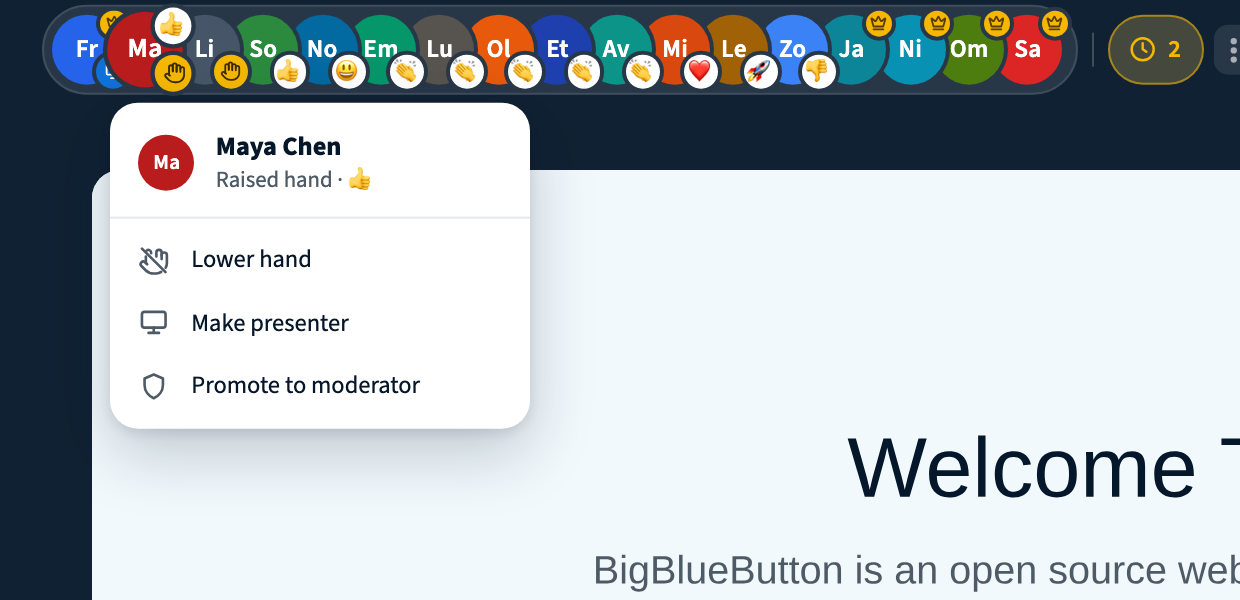 Fr Ma Li So No Em Lu Ol Et Av Mi Le Zo Ja Ni Om Sa 2
Ma
Maya Chen
Raised hand · 👍
Lower hand
Make presenter
Promote to moderator
Welcome
BigBlueButton is an open source